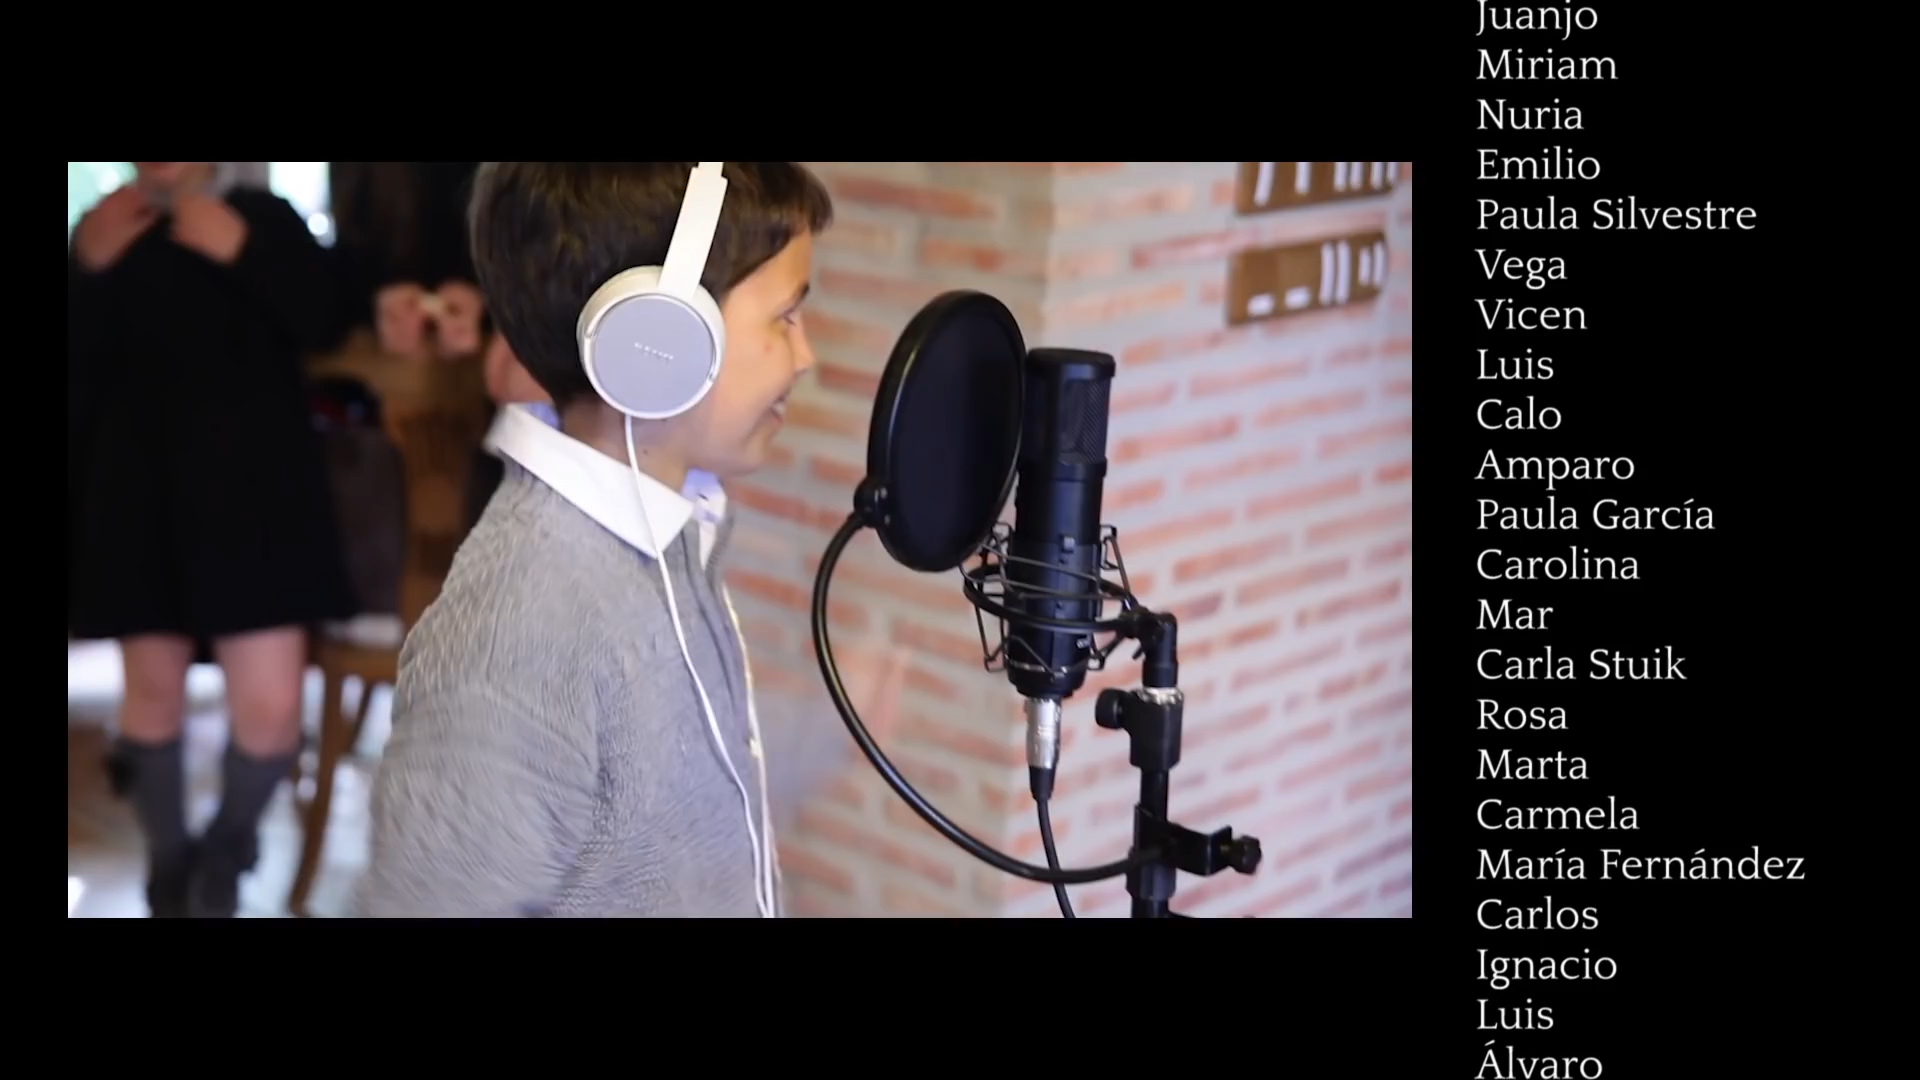 Juanjo
Miriam
Nuria
Emilio
Paula Silvestre
Vega
Vicen
Luis
Calo
Amparo
Paula García
Carolina
Mar
Carla Stuik
Rosa
Marta
Carmela
María Fernández
Carlos
Ignacio
Luis
Álvaro